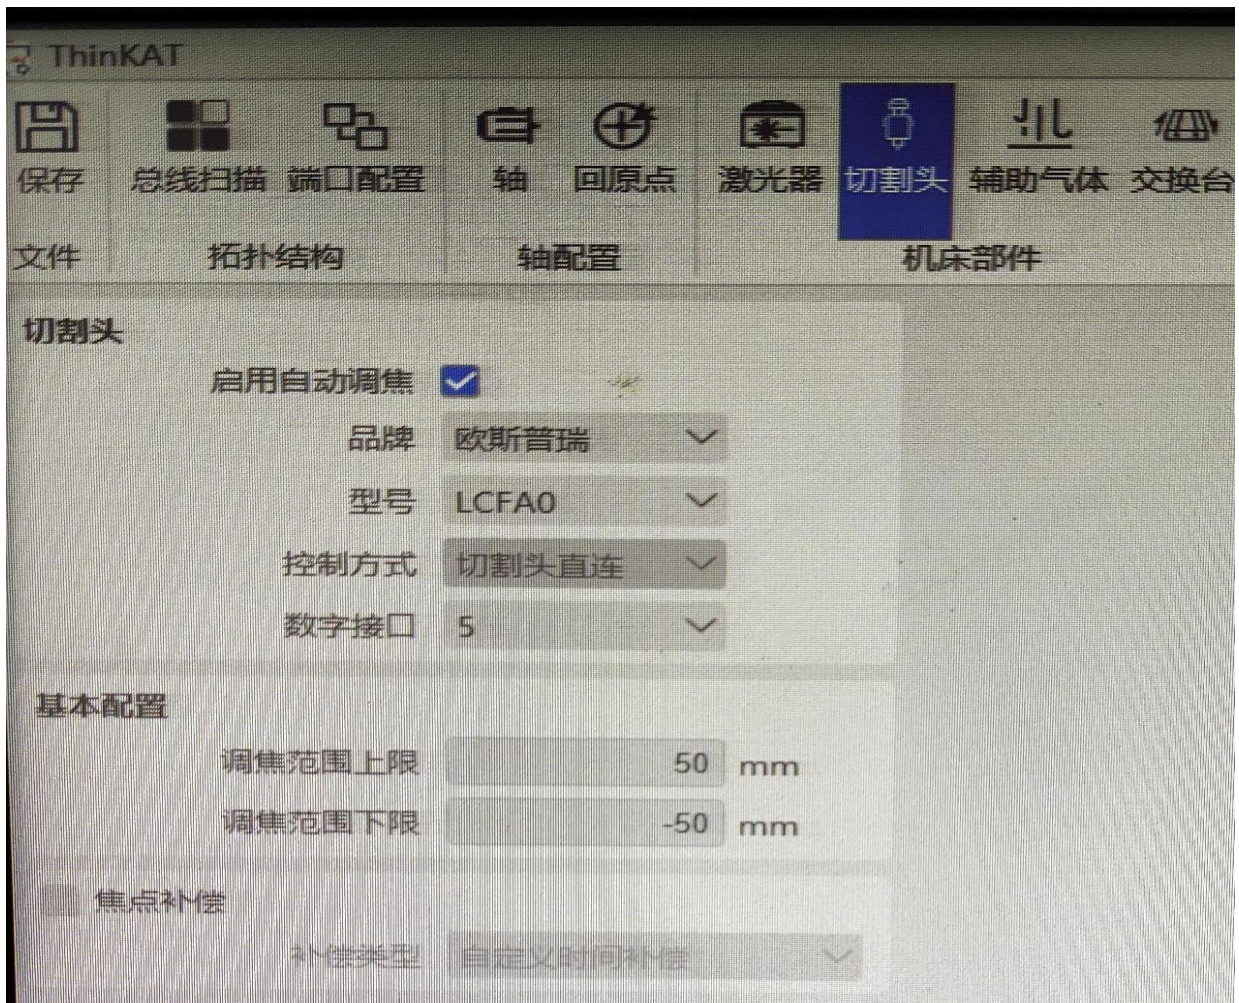 ThinKAT
保存 总线扫描 端口配置 轴 回原点 激光器 切割头 辅助气体 交换台
文件 拓扑结构 轴配置 机床部件
切割头
启用自动调焦
品牌 欧斯普瑞
型号 LCFA0
控制方式 切割头直连
数字接口 5
基本配置
调焦范围上限 50 mm
调焦范围下限 -50 mm
焦点补偿
补偿类型 自定义时间补偿